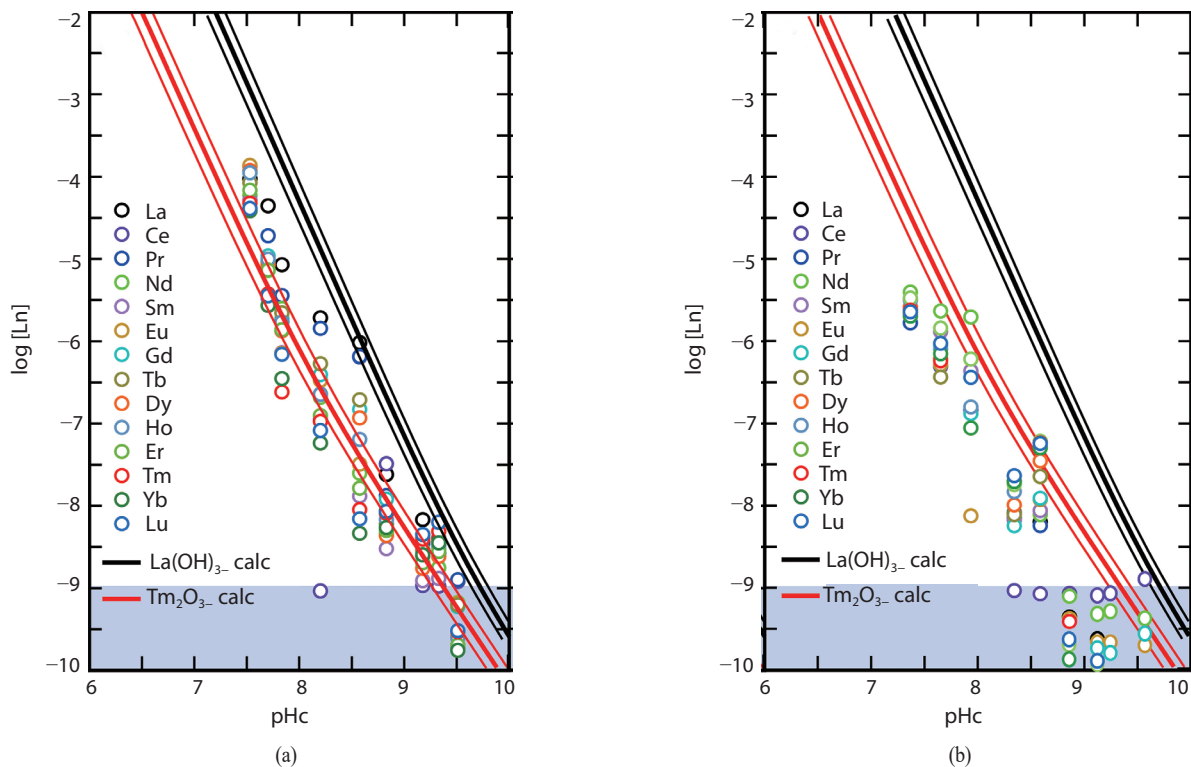 −2
−3
−4
−5
−6
−7
−8
−9
−10
log [Ln]
La
Ce
Pr
Nd
Sm
Eu
Gd
Tb
Dy
Ho
Er
Tm
Yb
Lu
La(OH)3− calc
Tm2O3− calc
6 7 8 9 10
pHc
(a)
−2
−3
−4
−5
−6
−7
−8
−9
−10
log [Ln]
La
Ce
Pr
Nd
Sm
Eu
Gd
Tb
Dy
Ho
Er
Tm
Yb
Lu
La(OH)3− calc
Tm2O3− calc
6 7 8 9 10
pHc
(b)